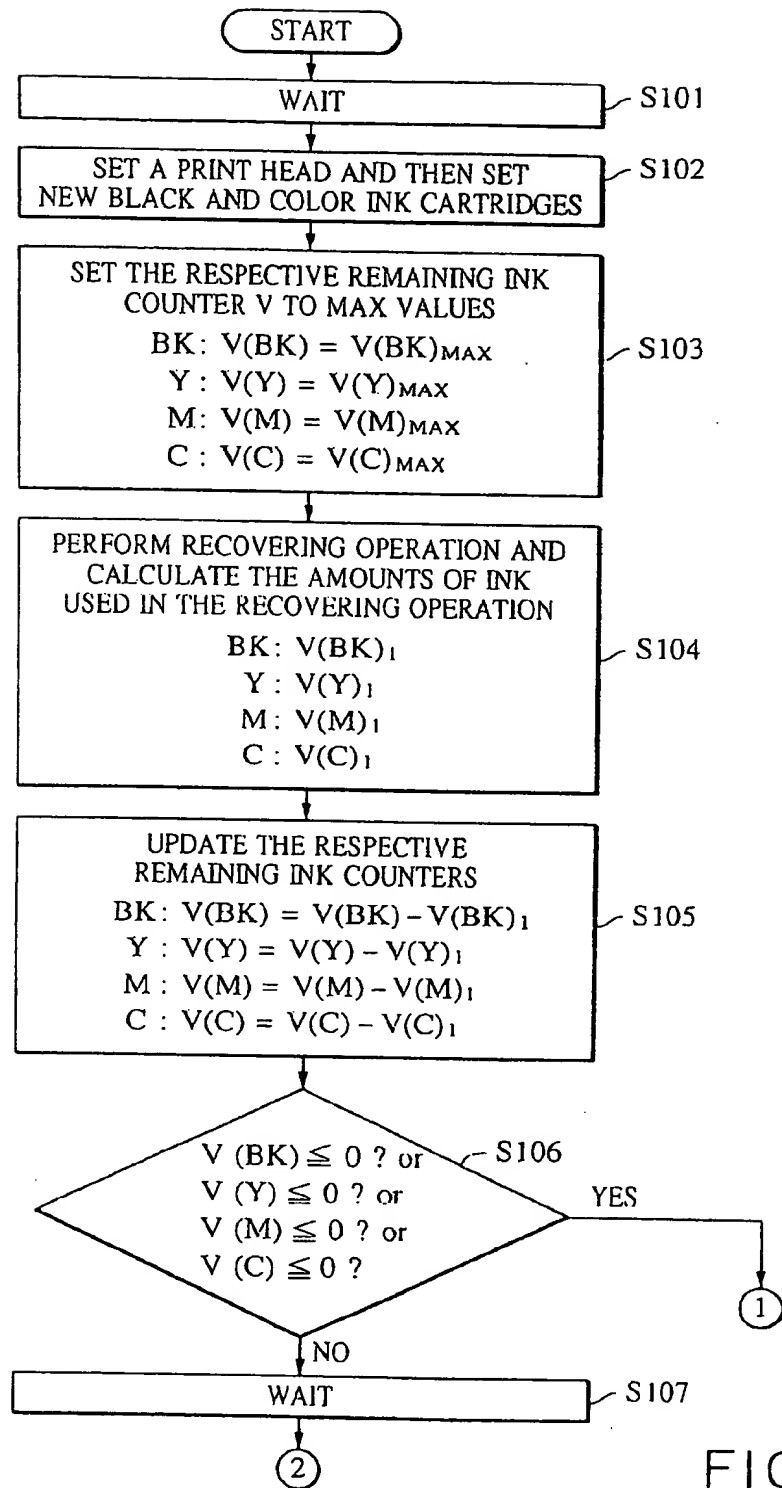 START
WAIT
S101
SET A PRINT HEAD AND THEN SET
NEW BLACK AND COLOR INK CARTRIDGES
S102
SET THE RESPECTIVE REMAINING INK
COUNTER V TO MAX VALUES
BK: V(BK) = V(BK)MAX
Y: V(Y) = V(Y)MAX
M: V(M) = V(M)MAX
C: V(C) = V(C)MAX
S103
PERFORM RECOVERING OPERATION AND
CALCULATE THE AMOUNTS OF INK
USED IN THE RECOVERING OPERATION
BK: V(BK)1
Y: V(Y)1
M: V(M)1
C: V(C)1
S104
UPDATE THE RESPECTIVE
REMAINING INK COUNTERS
BK: V(BK) = V(BK) – V(BK)1
Y: V(Y) = V(Y) – V(Y)1
M: V(M) = V(M) – V(M)1
C: V(C) = V(C) – V(C)1
S105
V (BK) ≦ 0 ? or
V (Y) ≦ 0 ? or
V (M) ≦ 0 ? or
V (C) ≦ 0 ?
S106
YES
1
NO
WAIT
S107
2
FIG